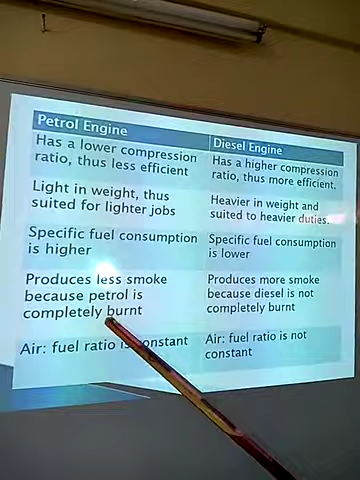 Petrol Engine
Diesel Engine
Has a lower compression
ratio, thus less efficient
Has a higher compression
ratio, thus more efficient.
Light in weight, thus
suited for lighter jobs
Heavier in weight and
suited to heavier duties.
Specific fuel consumption
is higher
Specific fuel consumption
is lower
Produces less smoke
because petrol is
completely burnt
Produces more smoke
because diesel is not
completely burnt
Air: fuel ratio is constant
Air: fuel ratio is not
constant